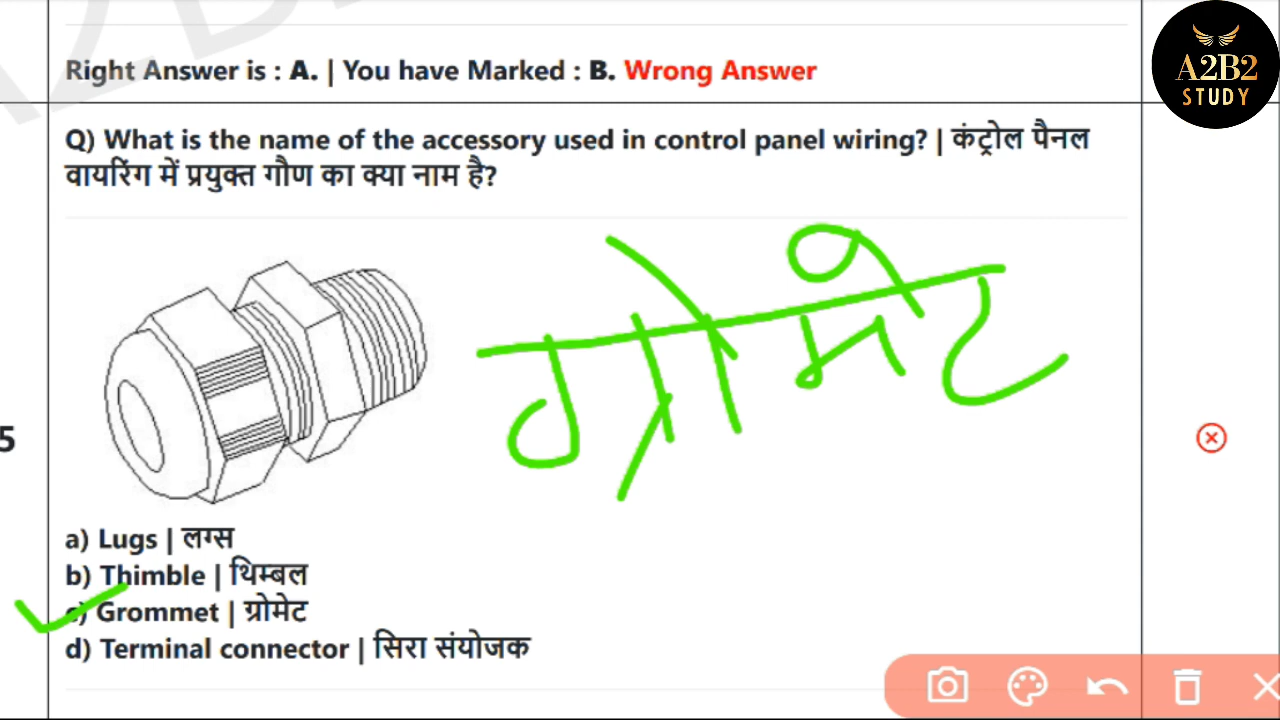 A2B2
STUDY
Right Answer is : A. | You have Marked : B. Wrong Answer
Q) What is the name of the accessory used in control panel wiring? | कंट्रोल पैनल
वायरिंग में प्रयुक्त गौण का क्या नाम है?
ग्रोमेट
5
a) Lugs | लग्स
b) Thimble | थिम्बल
c) Grommet | ग्रोमेट
d) Terminal connector | सिरा संयोजक